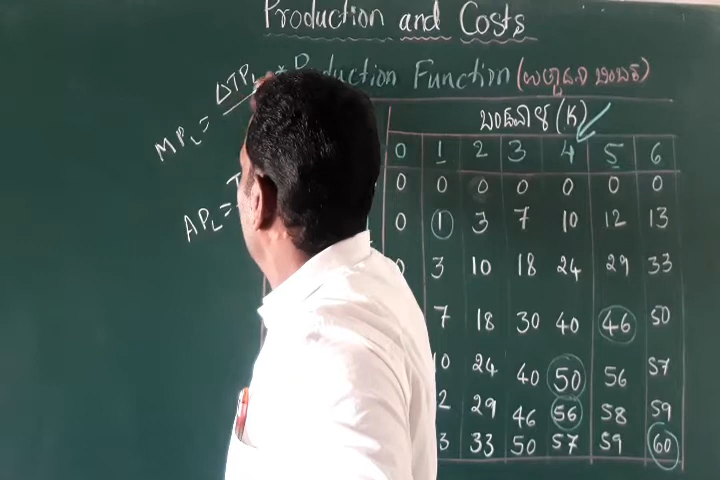 Production and Costs
Production Function
MPL = ΔTPL
(K)
APL =
0 1 2 3 4 5 6
0 0 0 0 0 0 0
0 1 3 7 10 12 13
0 3 10 18 24 29 33
7 18 30 40 46 50
10 24 40 50 56 57
2 29 46 56 58 59
3 33 50 57 59 60